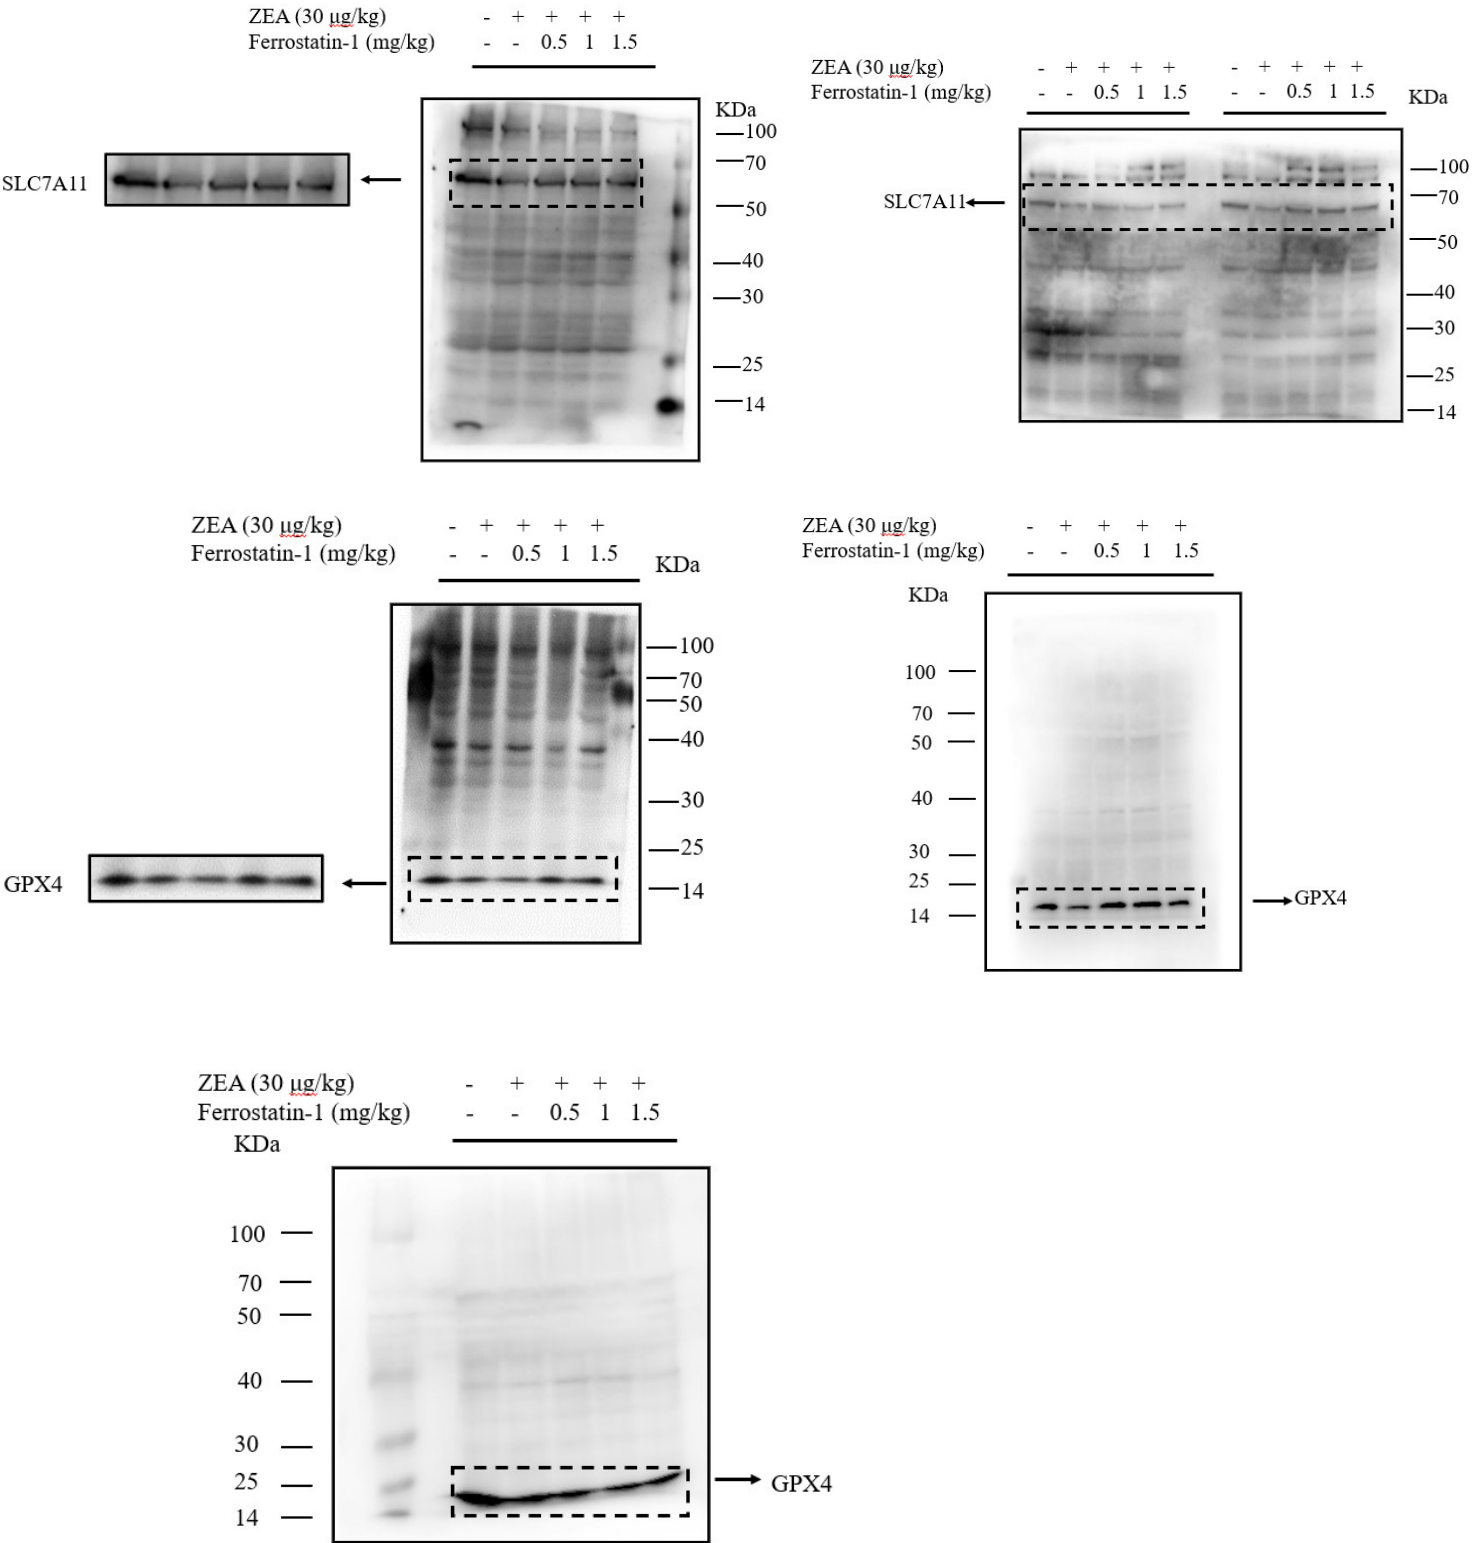 ZEA (30 μg/kg) - + + + +
Ferrostatin-1 (mg/kg) - - 0.5 1 1.5
KDa
100
70
50
40
30
25
14
SLC7A11
ZEA (30 μg/kg) - + + + + - + + + +
Ferrostatin-1 (mg/kg) - - 0.5 1 1.5 - - 0.5 1 1.5
KDa
100
70
50
40
30
25
14
SLC7A11
ZEA (30 μg/kg) - + + + +
Ferrostatin-1 (mg/kg) - - 0.5 1 1.5
KDa
100
70
50
40
30
25
14
GPX4
ZEA (30 μg/kg) - + + + +
Ferrostatin-1 (mg/kg) - - 0.5 1 1.5
KDa
100
70
50
40
30
25
14
GPX4
ZEA (30 μg/kg) - + + + +
Ferrostatin-1 (mg/kg) - - 0.5 1 1.5
KDa
100
70
50
40
30
25
14
GPX4